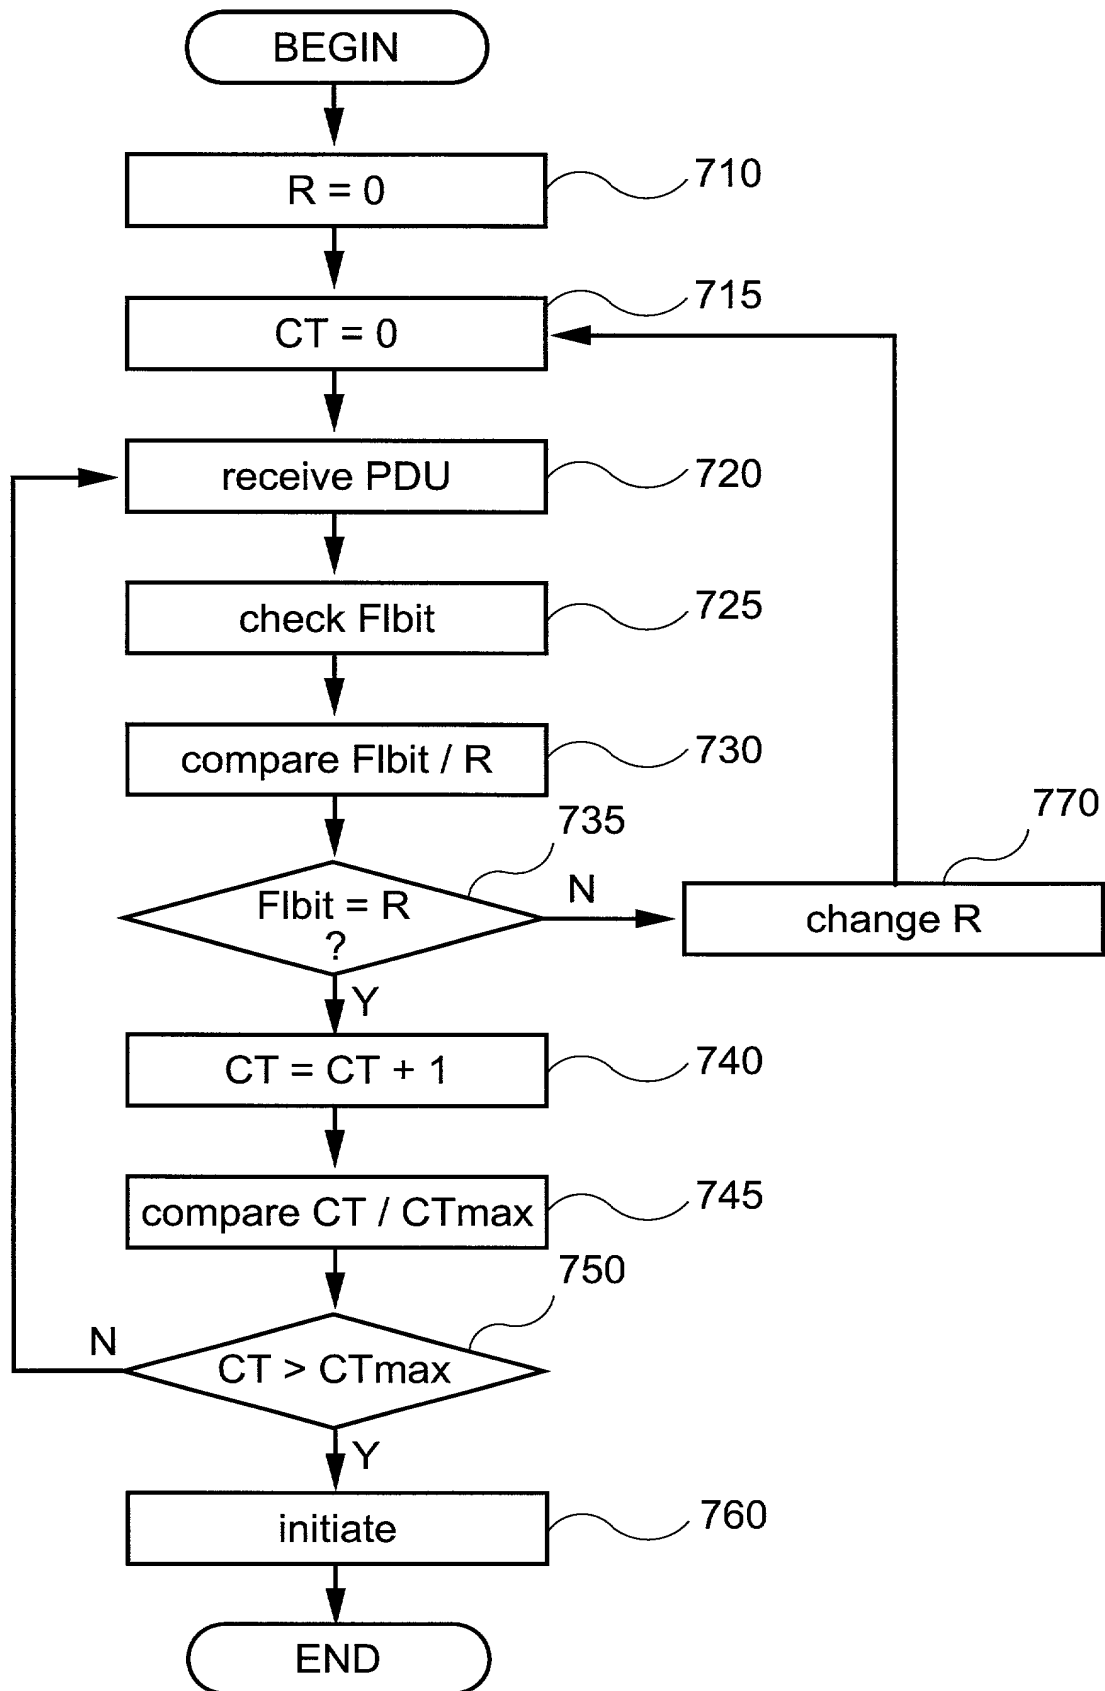 BEGIN
R = 0
710
CT = 0
715
receive PDU
720
check FIbit
725
compare FIbit / R
730
735
FIbit = R
?
N
Y
change R
770
CT = CT + 1
740
compare CT / CTmax
745
750
CT > CTmax
N
Y
initiate
760
END